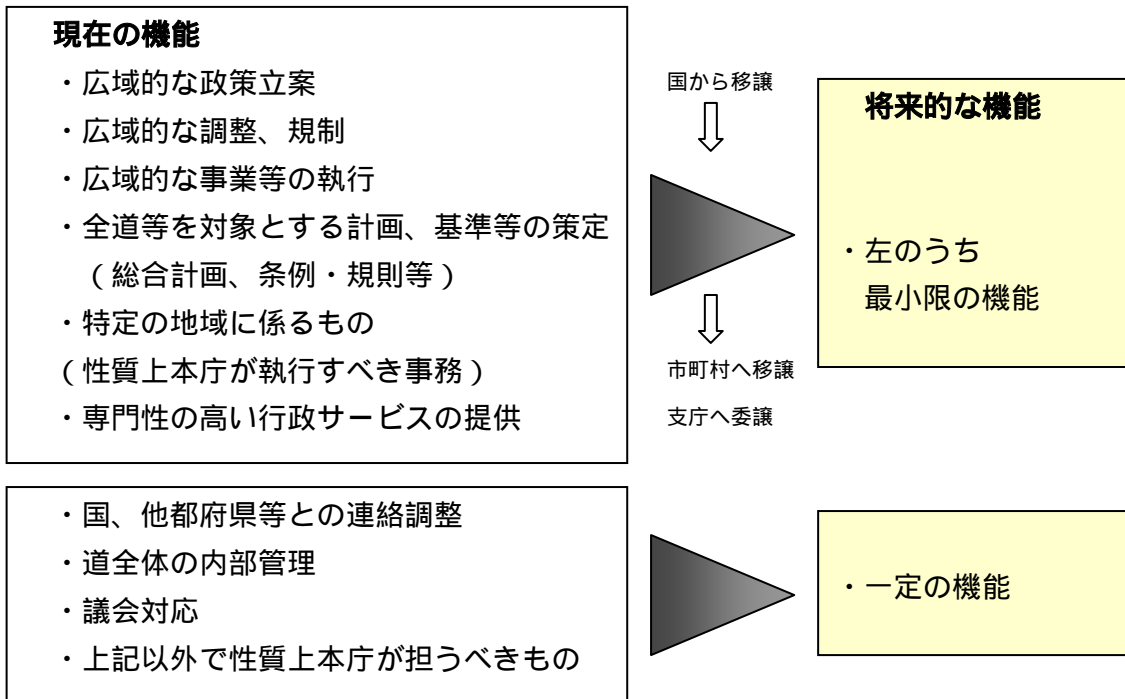 現在の機能
・広域的な政策立案
・広域的な調整、規制
・広域的な事業等の執行
・全道等を対象とする計画、基準等の策定
（総合計画、条例・規則等）
・特定の地域に係るもの
（性質上本庁が執行すべき事務）
・専門性の高い行政サービスの提供
国から移譲
市町村へ移譲
支庁へ委譲
将来的な機能
・左のうち
最小限の機能
・国、他都府県等との連絡調整
・道全体の内部管理
・議会対応
・上記以外で性質上本庁が担うべきもの
・一定の機能